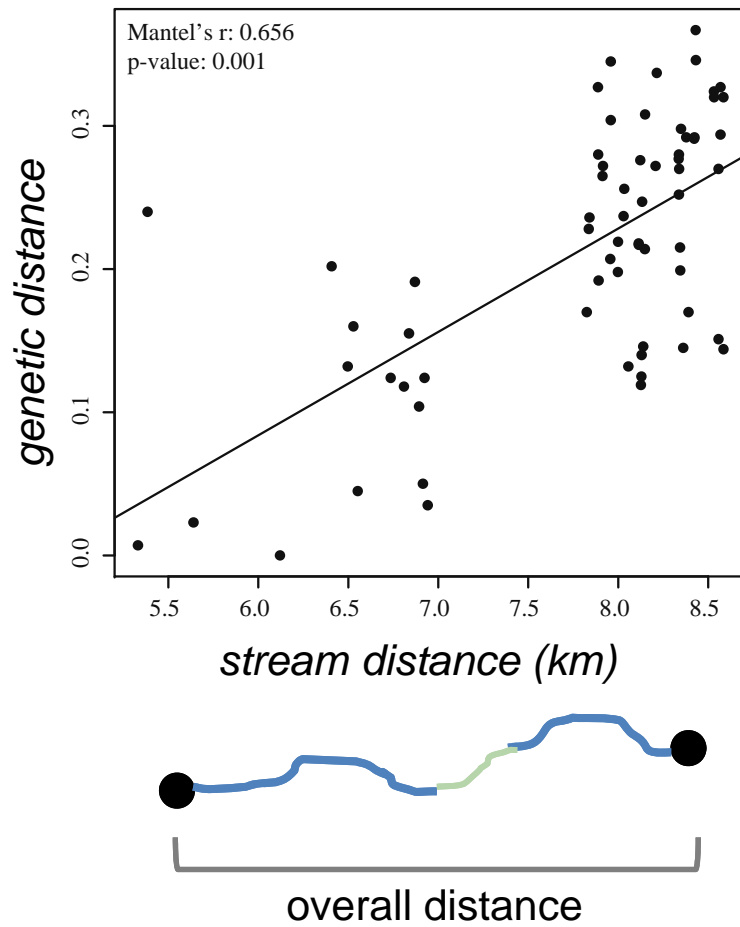 Mantel's r: 0.656
p-value: 0.001
genetic distance
0.3
0.2
0.1
0.0
5.5 6.0 6.5 7.0 7.5 8.0 8.5
stream distance (km)
overall distance